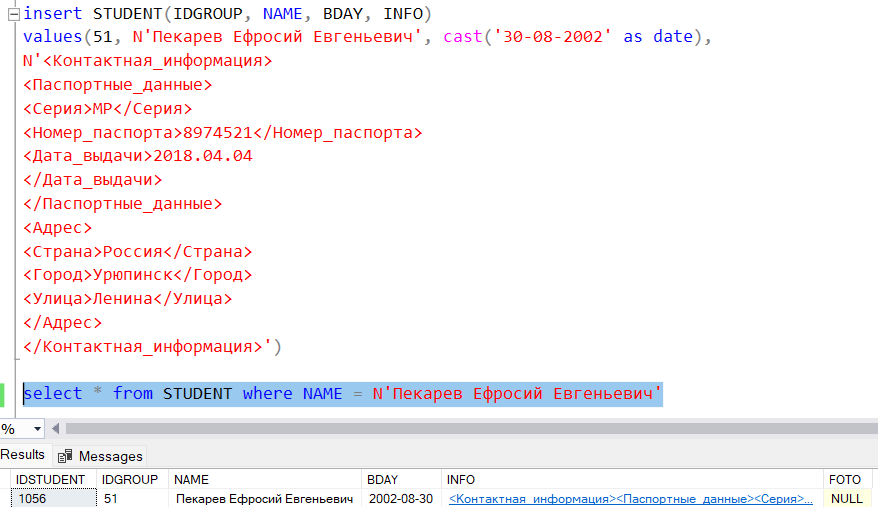 insert STUDENT(IDGROUP, NAME, BDAY, INFO)
values(51, N'Пекарев Ефросий Евгеньевич', cast('30-08-2002' as date),
N'<Контактная_информация>
<Паспортные_данные>
<Серия>МР</Серия>
<Номер_паспорта>8974521</Номер_паспорта>
<Дата_выдачи>2018.04.04
</Дата_выдачи>
</Паспортные_данные>
<Адрес>
<Страна>Россия</Страна>
<Город>Урюпинск</Город>
<Улица>Ленина</Улица>
</Адрес>
</Контактная_информация>')
select * from STUDENT where NAME = N'Пекарев Ефросий Евгеньевич'
%
Results Messages
IDSTUDENT IDGROUP NAME BDAY INFO FOTO
1056 51 Пекарев Ефросий Евгеньевич 2002-08-30 <Контактная_информация><Паспортные_данные><Серия>... NULL